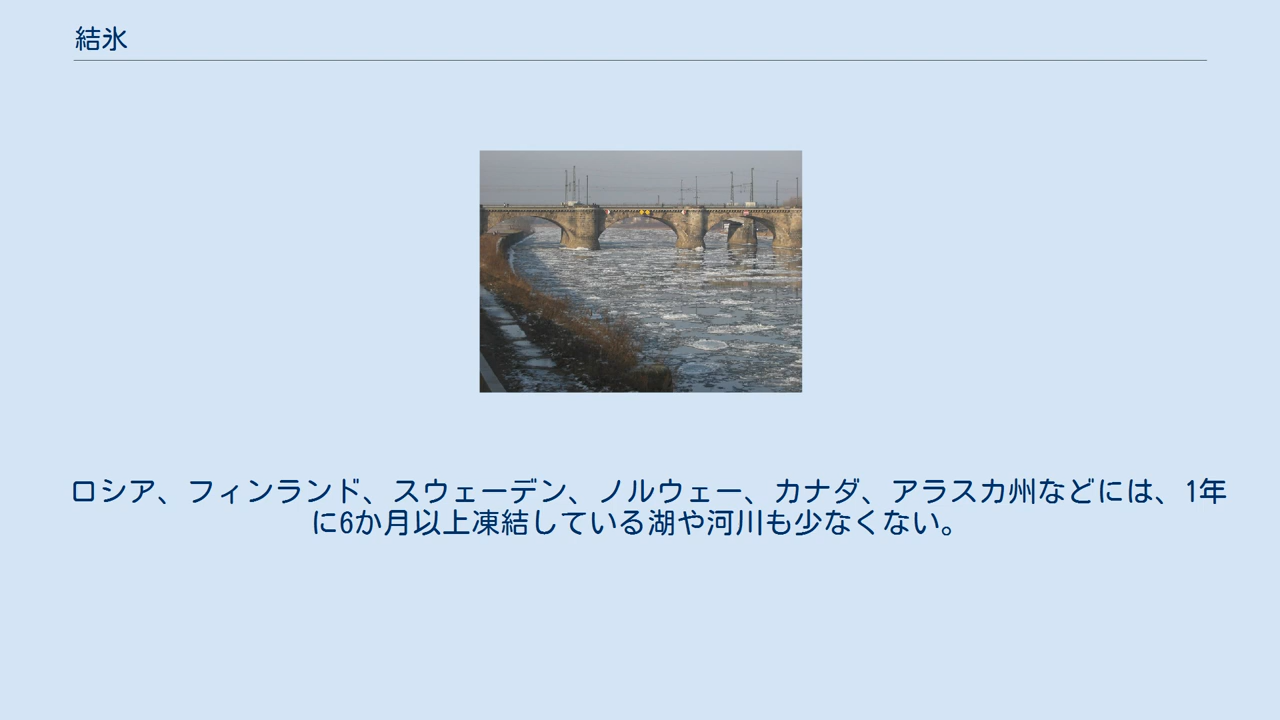 結氷
ロシア、フィンランド、スウェーデン、ノルウェー、カナダ、アラスカ州などには、1年
に6か月以上凍結している湖や河川も少なくない。